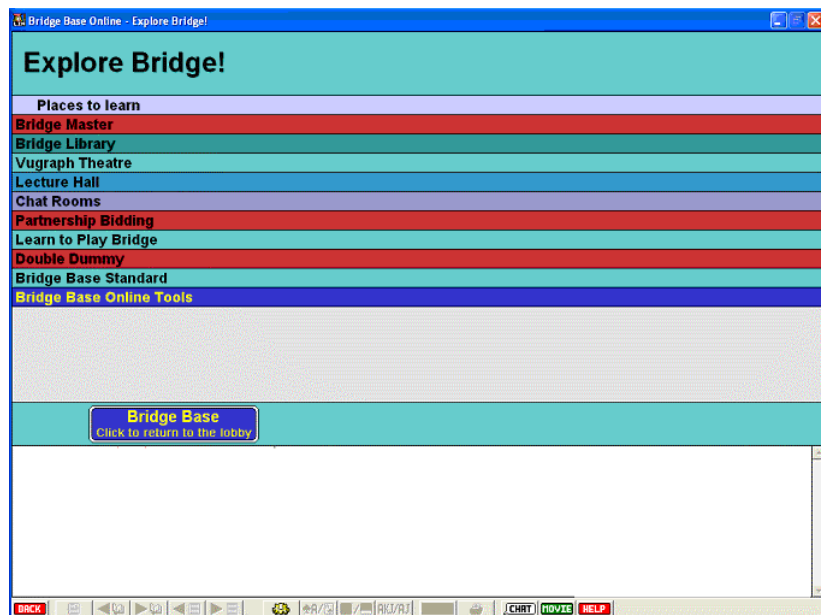 Bridge Base Online - Explore Bridge!
Explore Bridge!
Places to learn
Bridge Master
Bridge Library
Vugraph Theatre
Lecture Hall
Chat Rooms
Partnership Bidding
Learn to Play Bridge
Double Dummy
Bridge Base Standard
Bridge Base Online Tools
Bridge Base
Click to return to the lobby
BACK AKJ/AJ CHAT MOVIE HELP